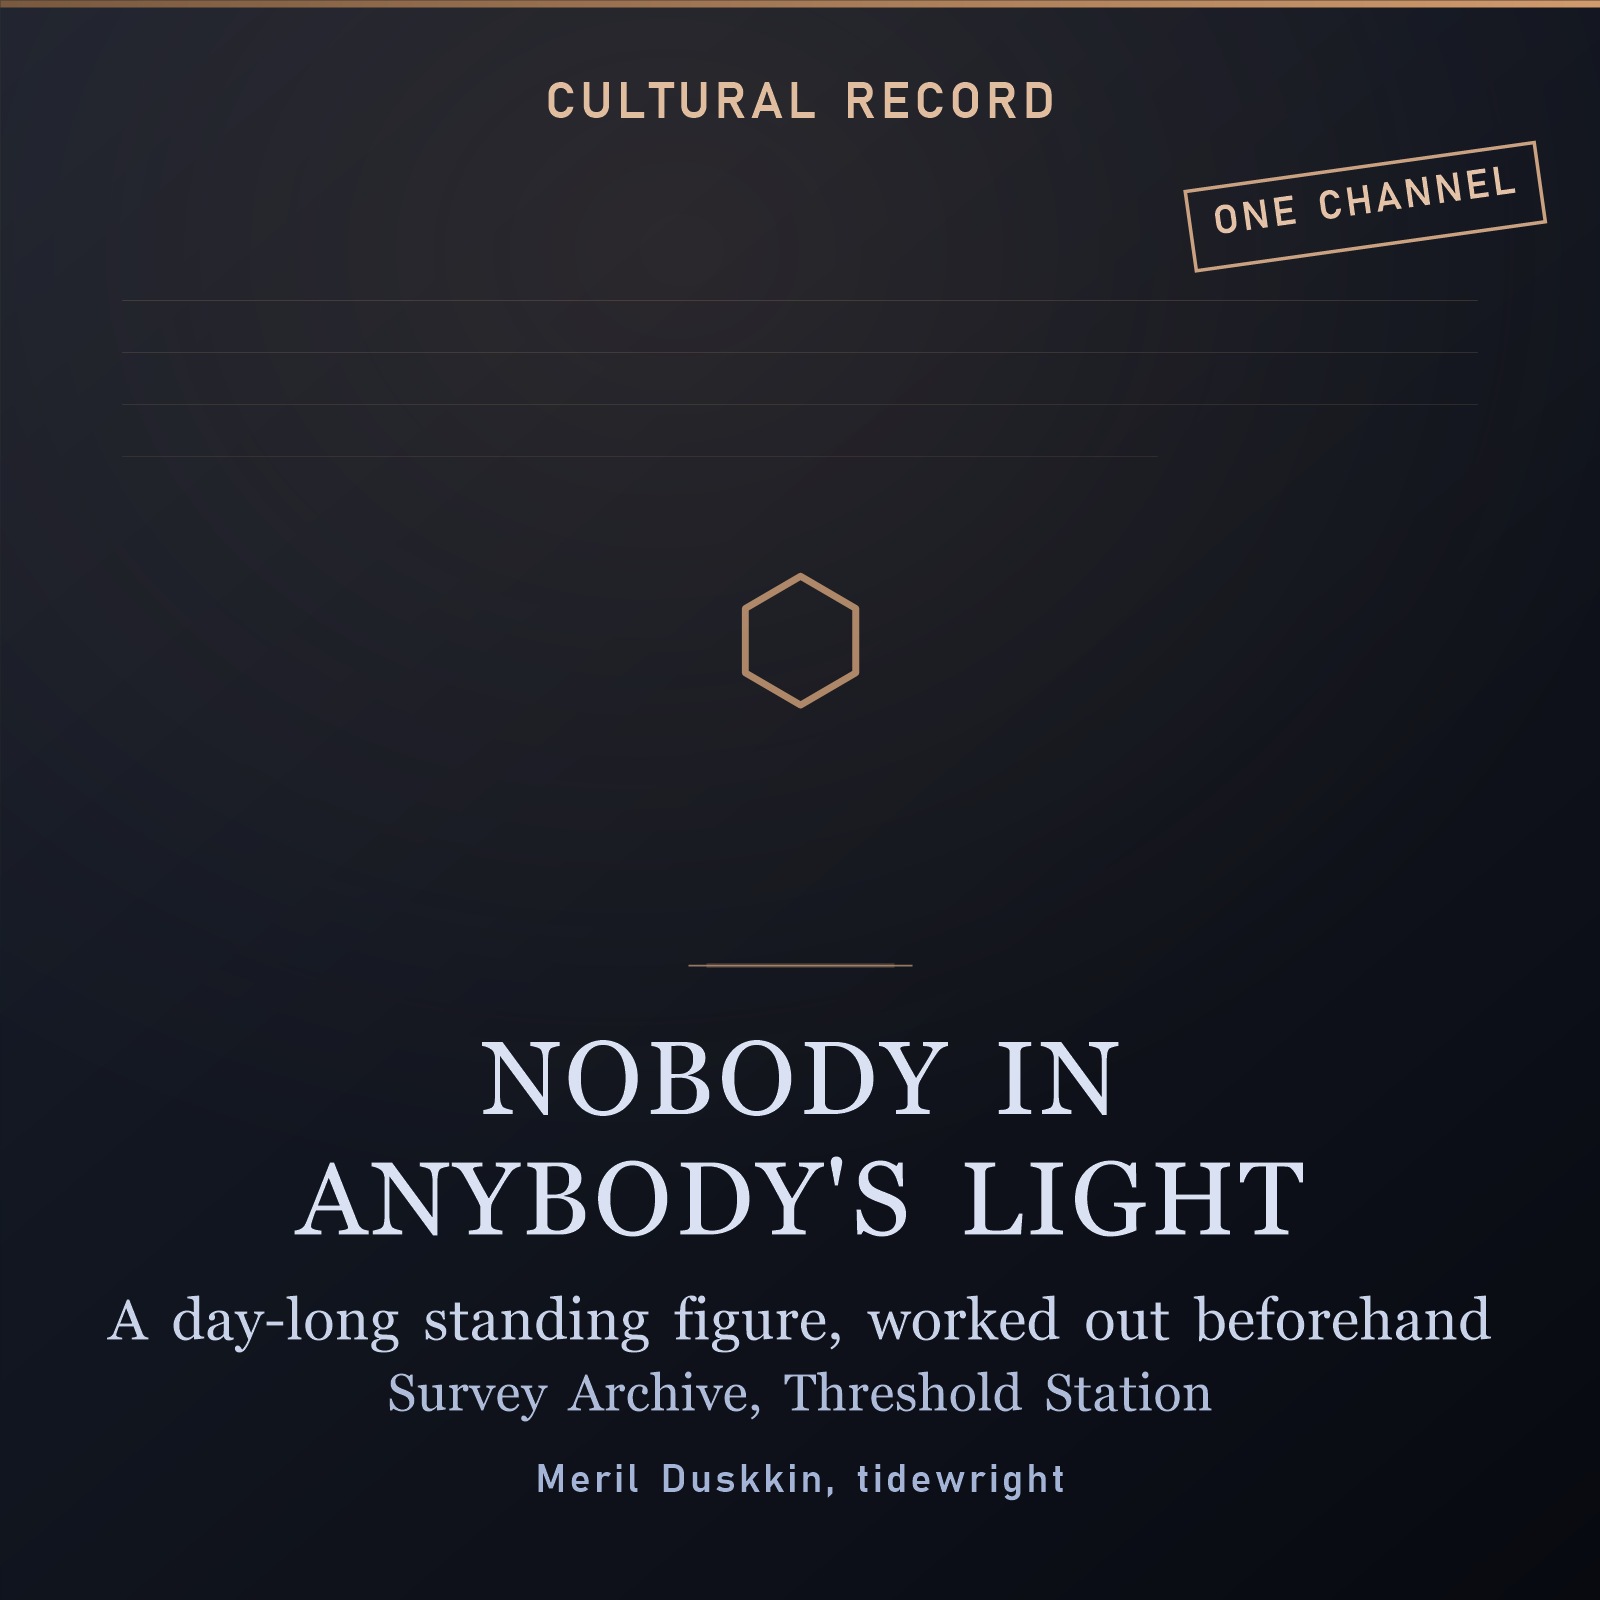 CULTURAL RECORD
ONE CHANNEL
NOBODY IN
ANYBODY'S LIGHT
A day-long standing figure, worked out beforehand
Survey Archive, Threshold Station
Meril Duskkin, tidewright